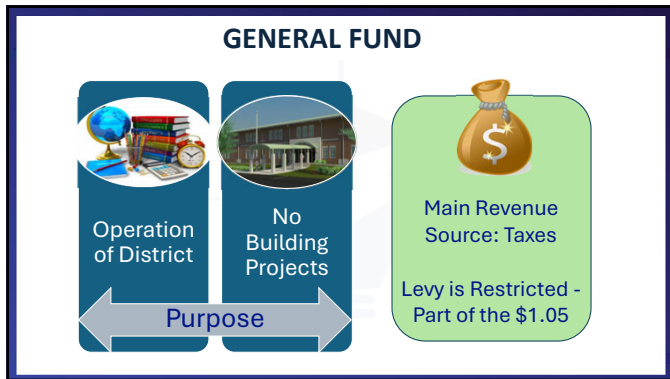 GENERAL FUND
Operation
of District
No
Building
Projects
Purpose
$
Main Revenue
Source: Taxes
Levy is Restricted -
Part of the $1.05